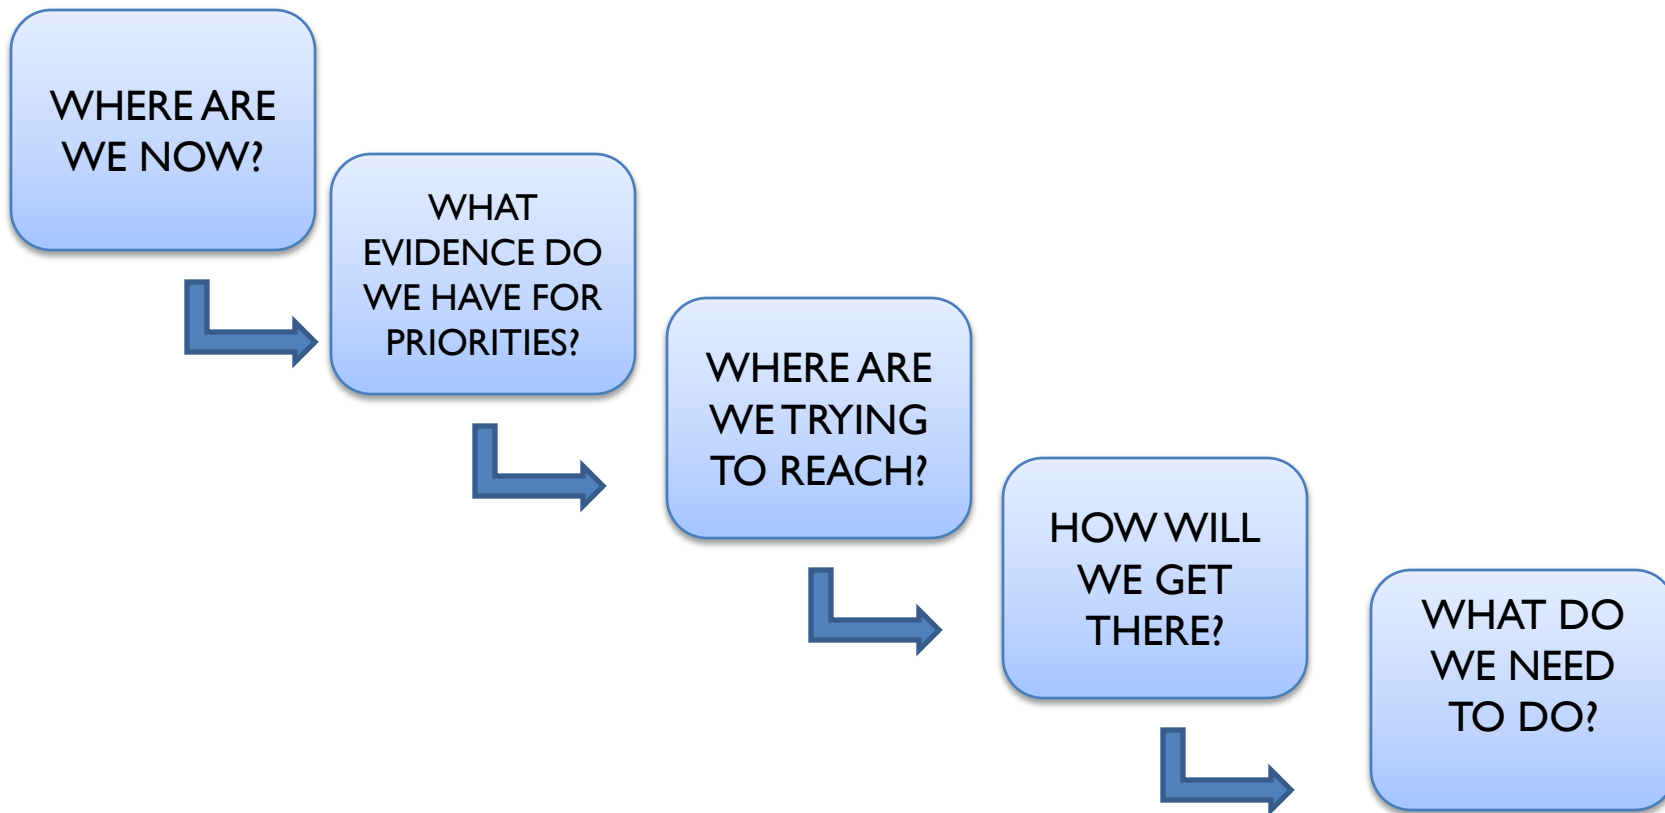 WHERE ARE
WE NOW?
WHAT
EVIDENCE DO
WE HAVE FOR
PRIORITIES?
WHERE ARE
WE TRYING
TO REACH?
HOW WILL
WE GET
THERE?
WHAT DO
WE NEED
TO DO?